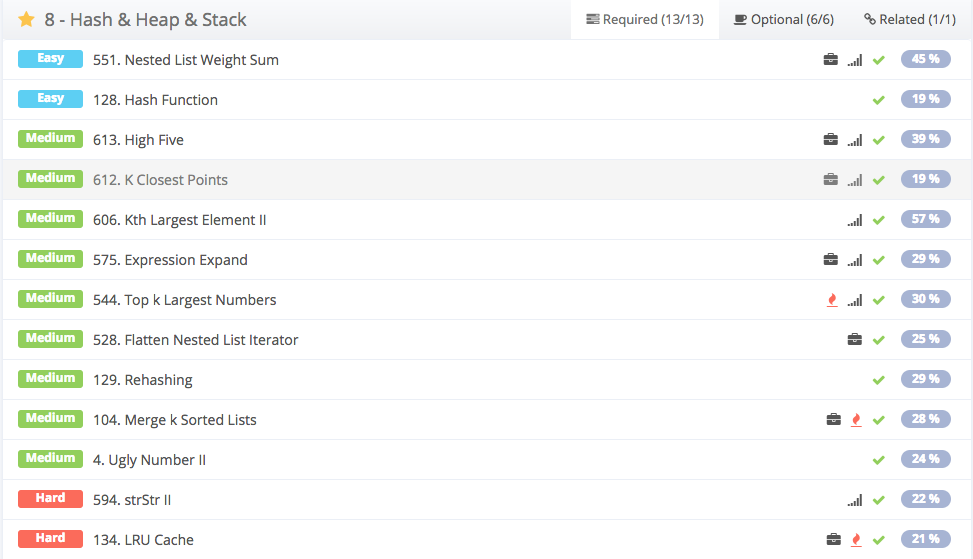 8 - Hash & Heap & Stack Required (13/13) Optional (6/6) Related (1/1)
Easy 551. Nested List Weight Sum 45 %
Easy 128. Hash Function 19 %
Medium 613. High Five 39 %
Medium 612. K Closest Points 19 %
Medium 606. Kth Largest Element II 57 %
Medium 575. Expression Expand 29 %
Medium 544. Top k Largest Numbers 30 %
Medium 528. Flatten Nested List Iterator 25 %
Medium 129. Rehashing 29 %
Medium 104. Merge k Sorted Lists 28 %
Medium 4. Ugly Number II 24 %
Hard 594. strStr II 22 %
Hard 134. LRU Cache 21 %